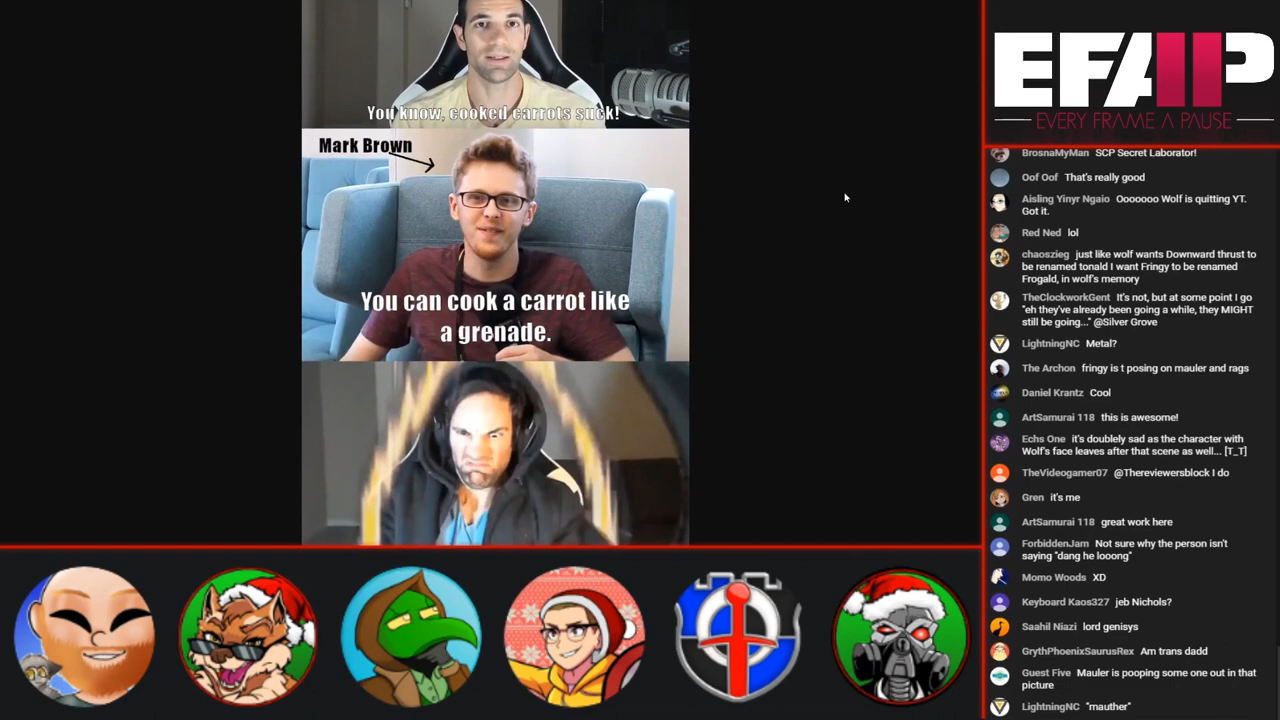 You know, cooked carrots suck!
Mark Brown
You can cook a carrot like
a grenade.
EFAP
EVERY FRAME A PAUSE
BrosnaMyMan SCP Secret Laborator!
Oof Oof That's really good
Aisling Yinyr Ngaio Ooooooo Wolf is quitting YT.
Got it.
Red Ned lol
chaoszieg just like wolf wants Downward thrust to
be renamed tonald I want Fringy to be renamed
Frogald, in wolf's memory
TheClockworkGent It's not, but at some point I go
"eh they've already been going a while, they MIGHT
still be going..." @Silver Grove
LightningNC Metal?
The Archon fringy is t posing on mauler and rags
Daniel Krantz Cool
ArtSamurai 118 this is awesome!
Echs One it's doublely sad as the character with
Wolf's face leaves after that scene as well... [T_T]
TheVideogamer07 @Thereviewersblock I do
Gren it's me
ArtSamurai 118 great work here
ForbiddenJam Not sure why the person isn't
saying "dang he looong"
Momo Woods XD
Keyboard Kaos327 jeb Nichols?
Saahil Niazi lord genisys
GrythPhoenixSaurusRex Am trans dadd
Guest Five Mauler is pooping some one out in that
picture
LightningNC "mauther"